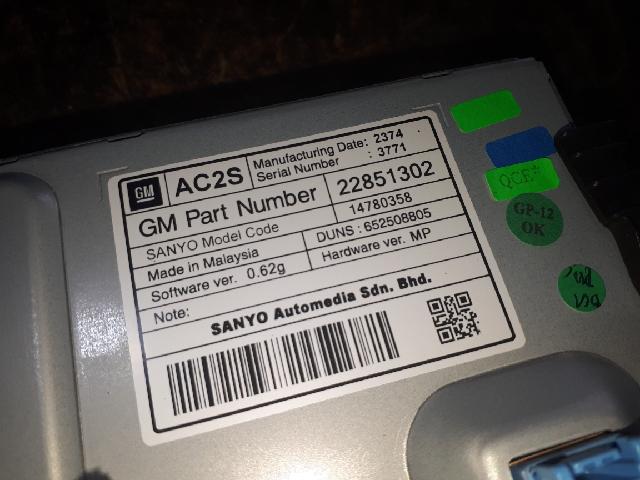 GM
AC2S
Manufacturing Date: 2374
Serial Number : 3771
GM Part Number 22851302
SANYO Model Code 14780358
Made in Malaysia DUNS : 652508805
Software ver. 0.62g Hardware ver. MP
Note:
SANYO Automedia Sdn. Bhd.
QCE#
GP-12
OK